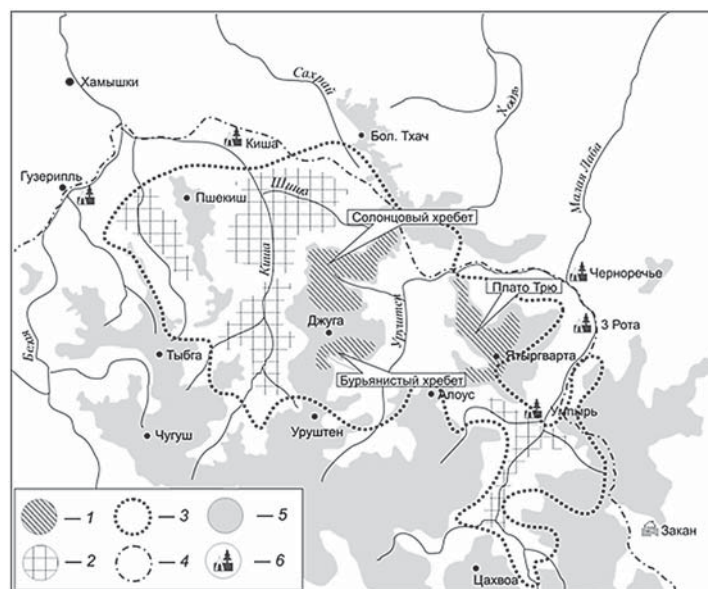 Хамышки
Сахрай
Ходзь
Киша
Бол. Тхач
Малая Лаба
Гузерипль
Шиша
Пшекиш
Солонцовый хребет
Киша
Черноречье
Плато Трю
Уруштен
Джуга
3 Рота
Белая
Тыбга
Ятыргварта
Бурьянистый хребет
Алоус
Умпырь
Уруштен
Чугуш
Закан
Цахвоа
— 1
— 3
— 5
— 2
— 4
— 6